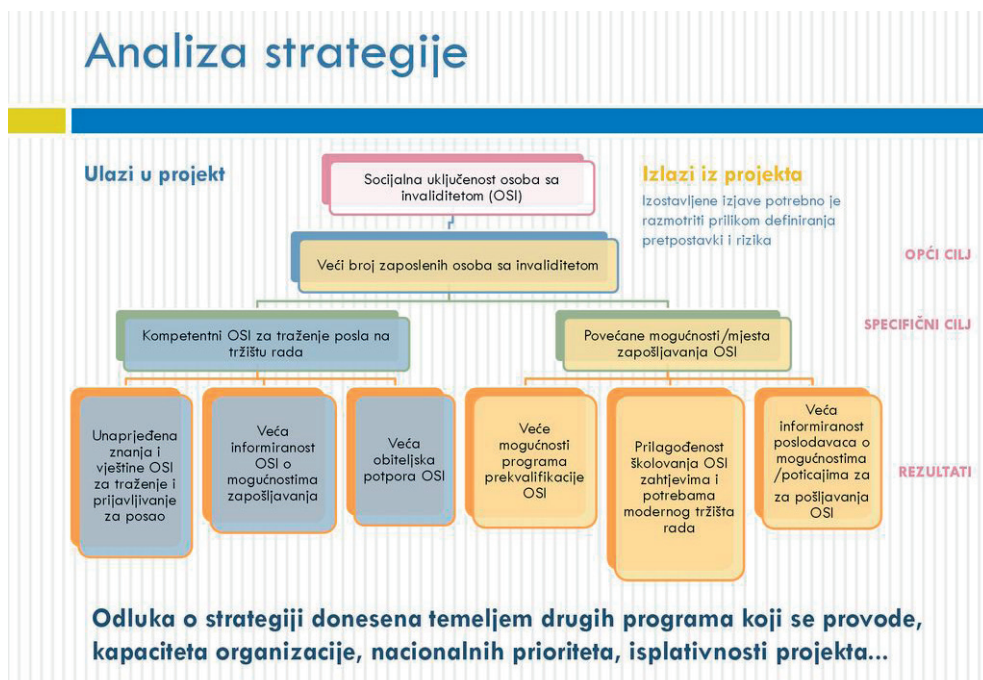 Analiza strategije
Ulazi u projekt
Socijalna uključenost osoba sa
invaliditetom (OSI)
Izlazi iz projekta
Izostavljene izjave potrebno je
razmotriti prilikom definiranja
pretpostavki i rizika
Veći broj zaposlenih osoba sa invaliditetom
OPĆI CILJ
Kompetentni OSI za traženje posla na
tržištu rada
Povećane mogućnosti/mjesta
zapošljavanja OSI
SPECIFIČNI CILJ
Unaprjeđena
znanja i
vještine OSI
za traženje i
prijavljivanje
za posao
Veća
informiranost
OSI o
mogućnostima
zapošljavanja
Veća
obiteljska
potpora OSI
Veće
mogućnosti
programa
prekvalifikacije
OSI
Prilagođenost
školovanja OSI
zahtjevima i
potrebama
modernog tržišta
rada
Veća
informiranost
poslodavaca o
mogućnostima
/poticajima za
za pošljavanja
OSI
REZULTATI
Odluka o strategiji donesena temeljem drugih programa koji se provode,
kapaciteta organizacije, nacionalnih prioriteta, isplativnosti projekta...